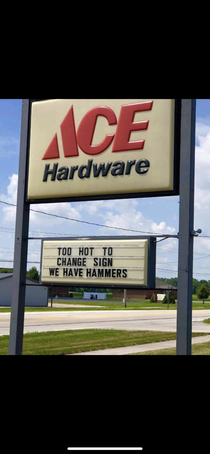 ACE
Hardware
TOO HOT TO
CHANGE SIGN
WE HAVE HAMMERS